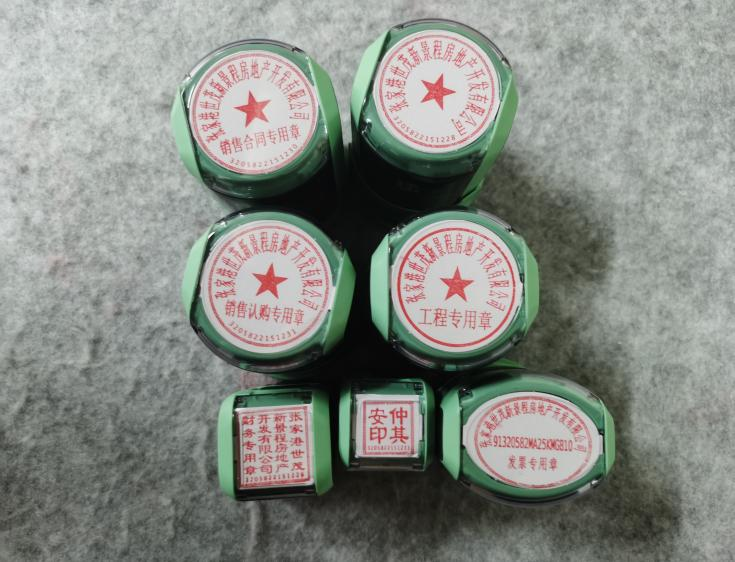 张家港世茂新景程房地产开发有限公司
销售合同专用章
3205822151230
张家港世茂新景程房地产开发有限公司
3205822151228
张家港世茂新景程房地产开发有限公司
销售认购专用章
3205822151231
张家港世茂新景程房地产开发有限公司
工程专用章
张家港世茂
新景程房地产
开发有限公司
财务专用章
仲其
安印
张家港世茂新景程房地产开发有限公司
91320582MA25KMGB10
发票专用章